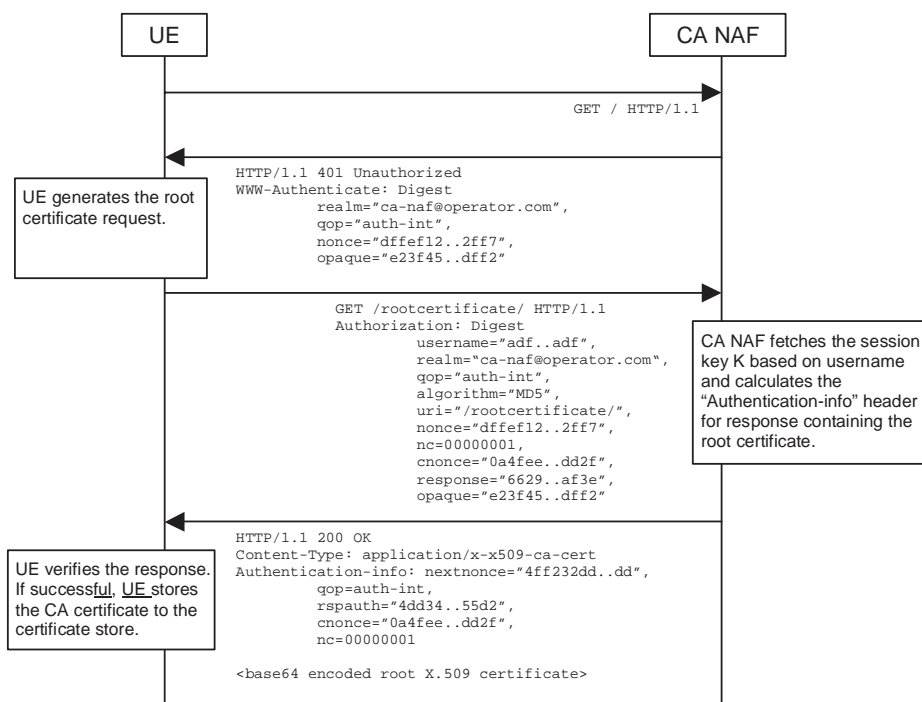 UE
CA NAF
GET / HTTP/1.1
HTTP/1.1 401 Unauthorized
WWW-Authenticate: Digest
realm="ca-naf@operator.com",
qop="auth-int",
nonce="dffef12..2ff7",
opaque="e23f45..dff2"
UE generates the root
certificate request.
GET /rootcertificate/ HTTP/1.1
Authorization: Digest
username="adf..adf",
realm="ca-naf@operator.com",
qop="auth-int",
algorithm="MD5",
uri="/rootcertificate/",
nonce="dffef12..2ff7",
nc=00000001,
cnonce="0a4fee..dd2f",
response="6629..af3e",
opaque="e23f45..dff2"
CA NAF fetches the session
key K based on username
and calculates the
“Authentication-info” header
for response containing the
root certificate.
HTTP/1.1 200 OK
Content-Type: application/x-x509-ca-cert
Authentication-info: nextnonce="4ff232dd..dd",
qop=auth-int,
rspauth="4dd34..55d2",
cnonce="0a4fee..dd2f",
nc=00000001
<base64 encoded root X.509 certificate>
UE verifies the response.
If successful, UE stores
the CA certificate to the
certificate store.